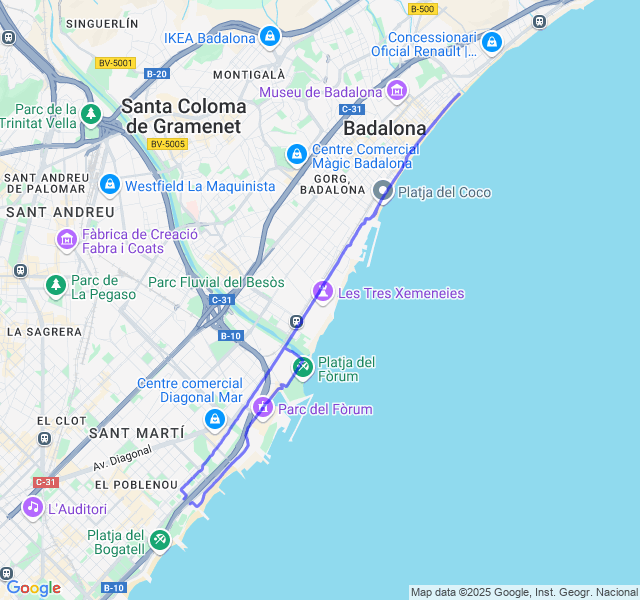 SINGUERLÍN
B-500
IKEA Badalona
Concessionari
Oficial Renault |...
BV-5001
B-20
MONTIGALÀ
Museu de Badalona
Parc de la
Trinitat Vella
Santa Coloma
de Gramenet
C-31
Badalona
BV-5005
Centre Comercial
Màgic Badalona
SANT ANDREU
DE PALOMAR
Westfield La Maquinista
GORG,
BADALONA
Platja del Coco
SANT ANDREU
Fàbrica de Creació
Fabra i Coats
Parc de
La Pegaso
Parc Fluvial del Besòs
C-31
Les Tres Xemeneies
LA SAGRERA
B-10
Platja del
Fòrum
Centre comercial
Diagonal Mar
Parc del Fòrum
EL CLOT
SANT MARTÍ
Av. Diagonal
C-31
EL POBLENOU
L'Auditori
Platja del
Bogatell
B-10
Google
Map data ©2025 Google, Inst. Geogr. Nacional